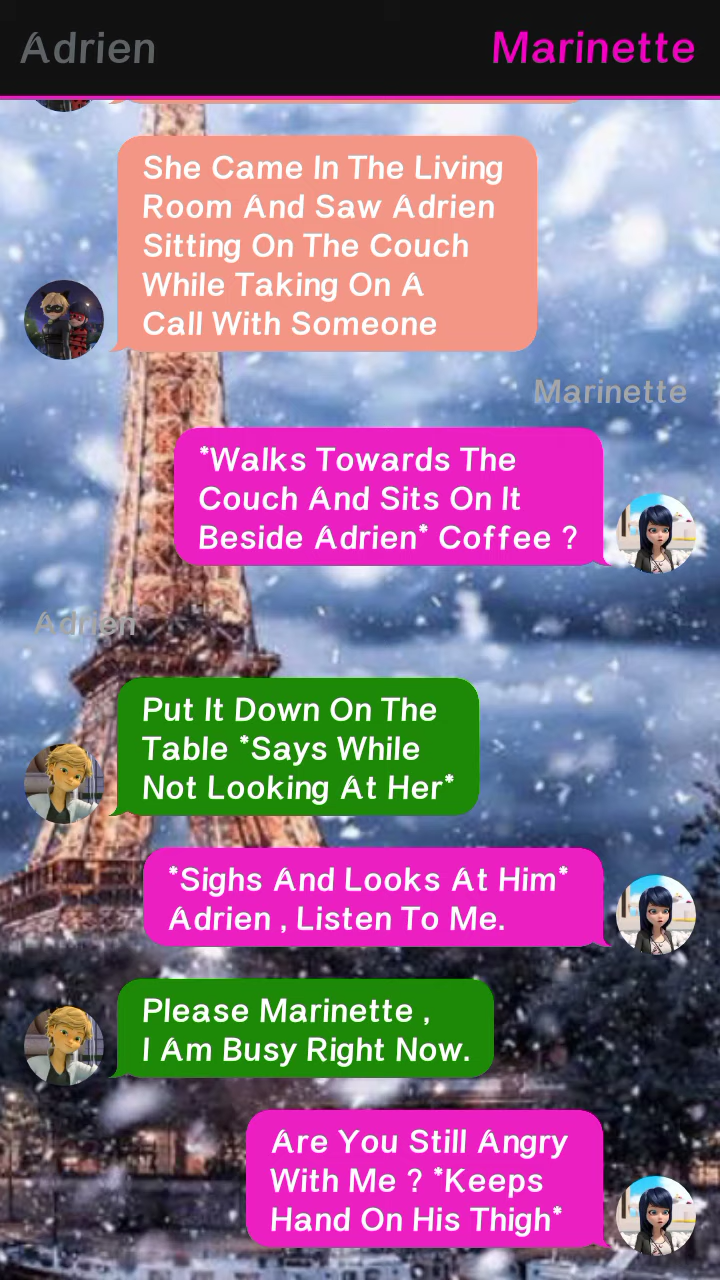 Adrien Marinette
She Came In The Living
Room And Saw Adrien
Sitting On The Couch
While Taking On A
Call With Someone
Marinette
*Walks Towards The
Couch And Sits On It
Beside Adrien* Coffee ?
Adrien
Put It Down On The
Table *Says While
Not Looking At Her*
*Sighs And Looks At Him*
Adrien , Listen To Me.
Please Marinette ,
I Am Busy Right Now.
Are You Still Angry
With Me ? *Keeps
Hand On His Thigh*